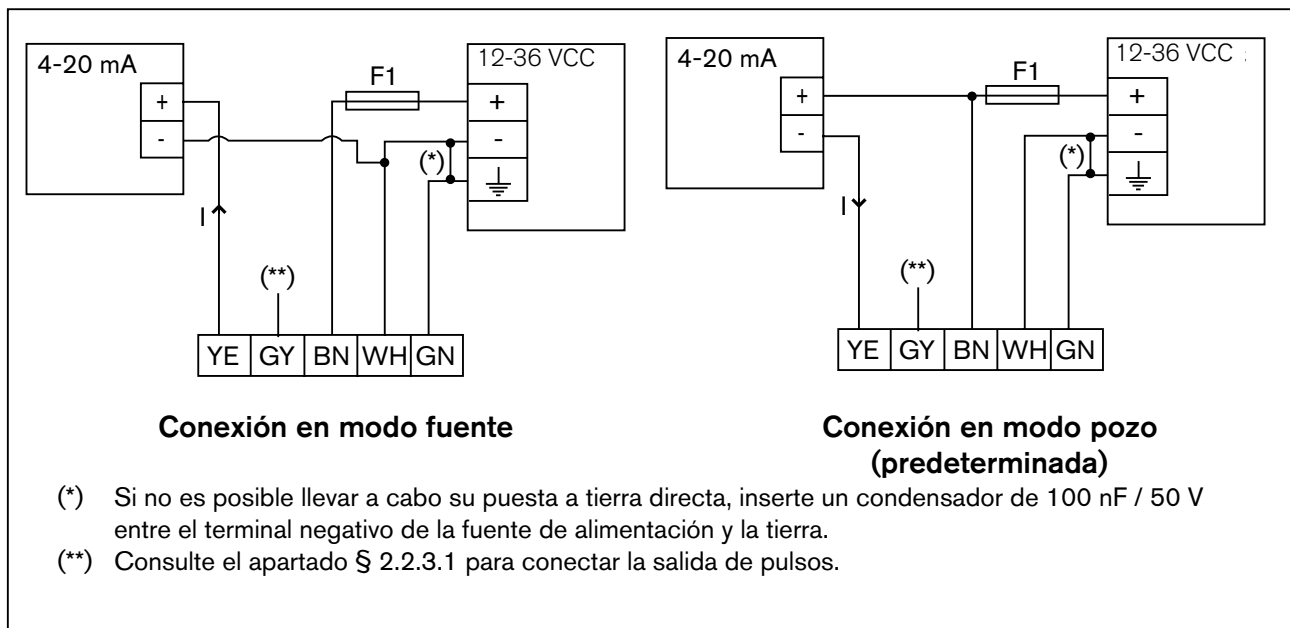 4-20 mA
12-36 VCC
F1
+
-
+
-
(*)
I
(**)
YE GY BN WH GN
Conexión en modo fuente
4-20 mA
12-36 VCC :
F1
+
-
+
-
(*)
I
(**)
YE GY BN WH GN
Conexión en modo pozo
(predeterminada)
(*) Si no es posible llevar a cabo su puesta a tierra directa, inserte un condensador de 100 nF / 50 V
entre el terminal negativo de la fuente de alimentación y la tierra.
(**) Consulte el apartado § 2.2.3.1 para conectar la salida de pulsos.